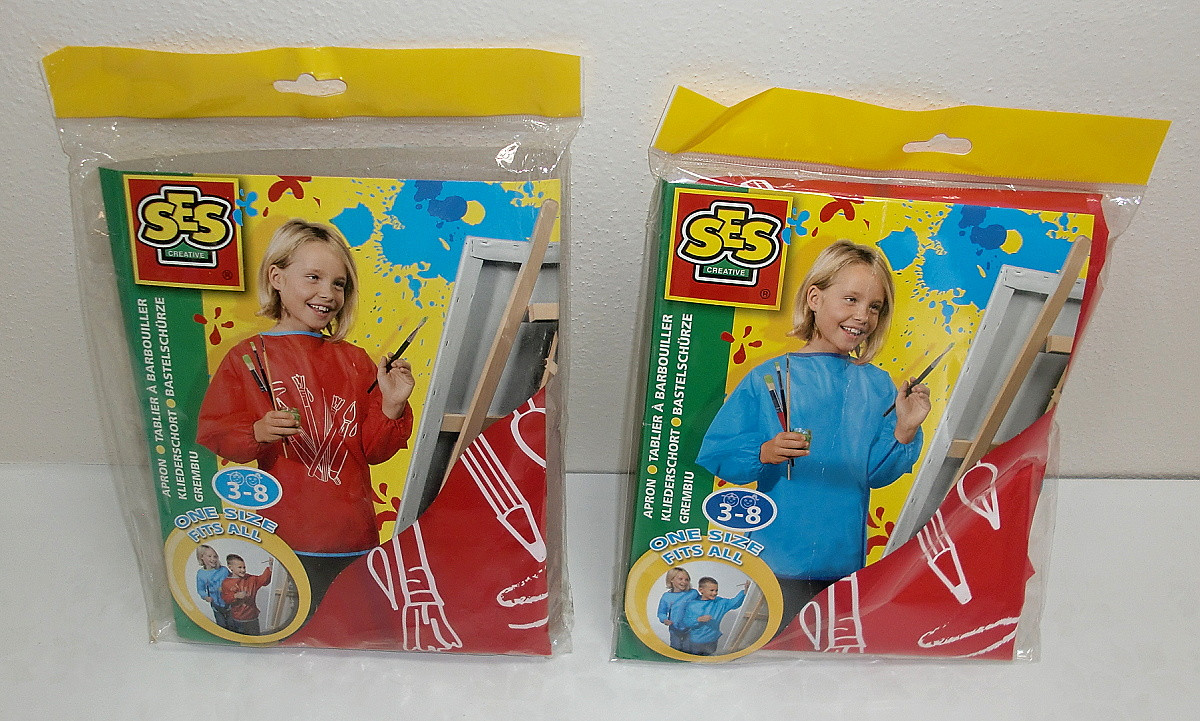 SES
CREATIVE
®
APRON • TABLIER À BARBOUILLER
KLIEDERSCHORT • BASTELSCHÜRZE
GREMBIU
3-8
ONE SIZE
FITS ALL
SES
CREATIVE
®
APRON • TABLIER À BARBOUILLER
KLIEDERSCHORT • BASTELSCHÜRZE
GREMBIU
3-8
ONE SIZE
FITS ALL